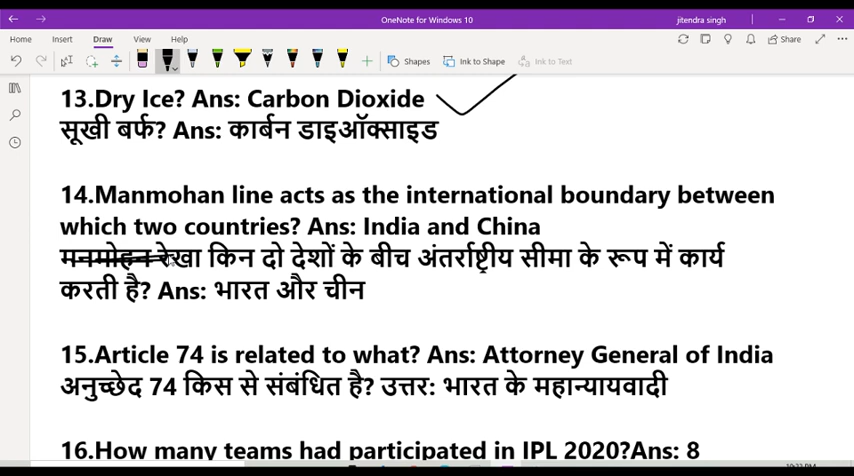 OneNote for Windows 10
jitendra singh
Home Insert Draw View Help
Share
Shapes Ink to Shape Ink to Text
13.Dry Ice? Ans: Carbon Dioxide
सूखी बर्फ? Ans: कार्बन डाइऑक्साइड
14.Manmohan line acts as the international boundary between
which two countries? Ans: India and China
मनमोहन रेखा किन दो देशों के बीच अंतर्राष्ट्रीय सीमा के रूप में कार्य
करती है? Ans: भारत और चीन
15.Article 74 is related to what? Ans: Attorney General of India
अनुच्छेद 74 किस से संबंधित है? उत्तर: भारत के महान्यायवादी
16.How many teams had participated in IPL 2020?Ans: 8